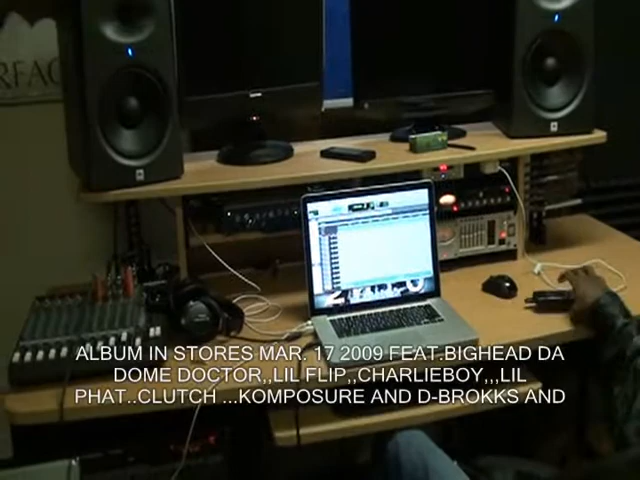 RFAC
ALBUM IN STORES MAR. 17 2009 FEAT.BIGHEAD DA
DOME DOCTOR,,LIL FLIP,,CHARLIEBOY,,,LIL
PHAT..CLUTCH ...KOMPOSURE AND D-BROKKS AND